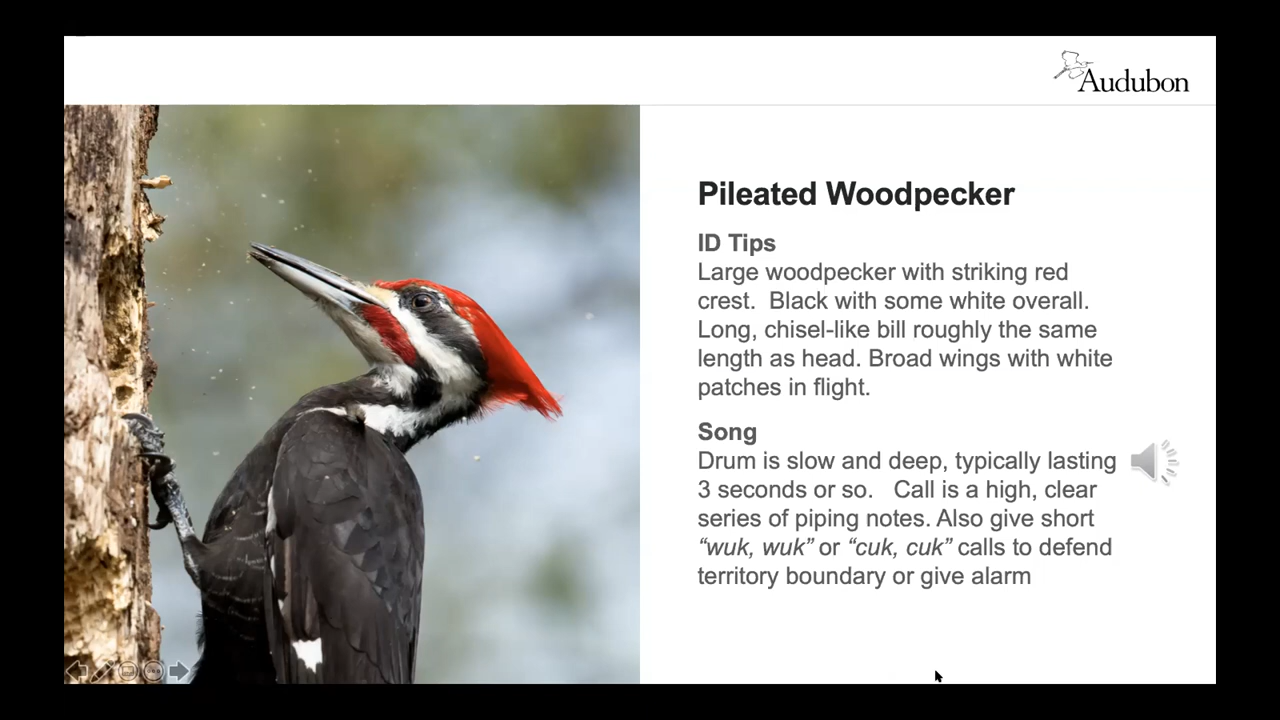 Audubon
Pileated Woodpecker
ID Tips
Large woodpecker with striking red
crest.  Black with some white overall.
Long, chisel-like bill roughly the same
length as head. Broad wings with white
patches in flight.
Song
Drum is slow and deep, typically lasting
3 seconds or so.   Call is a high, clear
series of piping notes. Also give short
“wuk, wuk” or “cuk, cuk” calls to defend
territory boundary or give alarm